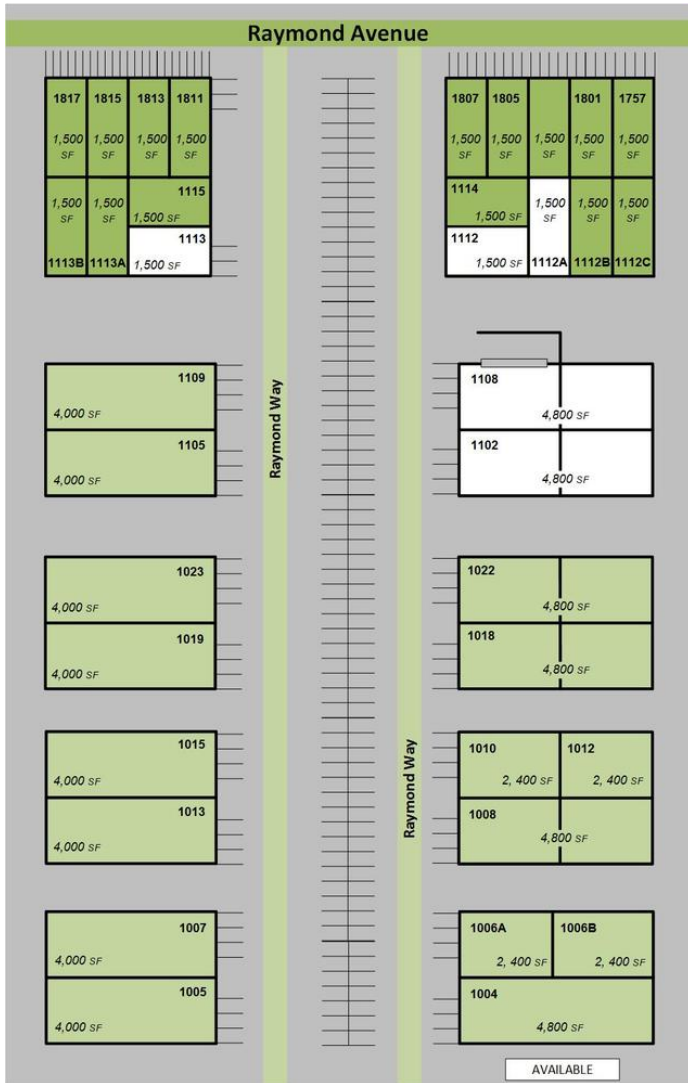 Raymond Avenue
1817 1815 1813 1811
1,500 SF 1,500 SF 1,500 SF 1,500 SF
1115
1,500 SF 1,500 SF 1,500 SF
1113
1113B 1113A 1,500 SF
1807 1805 1801 1757
1,500 SF 1,500 SF 1,500 SF 1,500 SF 1,500 SF
1114
1,500 SF 1,500 SF 1,500 SF 1,500 SF
1112
1,500 SF 1112A 1112B 1112C
Raymond Way
1109
4,000 SF
1105
4,000 SF
1108
4,800 SF
1102
4,800 SF
1023
4,000 SF
1019
4,000 SF
1022
4,800 SF
1018
4,800 SF
Raymond Way
1015
4,000 SF
1013
4,000 SF
1010 1012
2, 400 SF 2, 400 SF
1008
4,800 SF
1007
4,000 SF
1005
4,000 SF
1006A 1006B
2, 400 SF 2, 400 SF
1004
4,800 SF
AVAILABLE